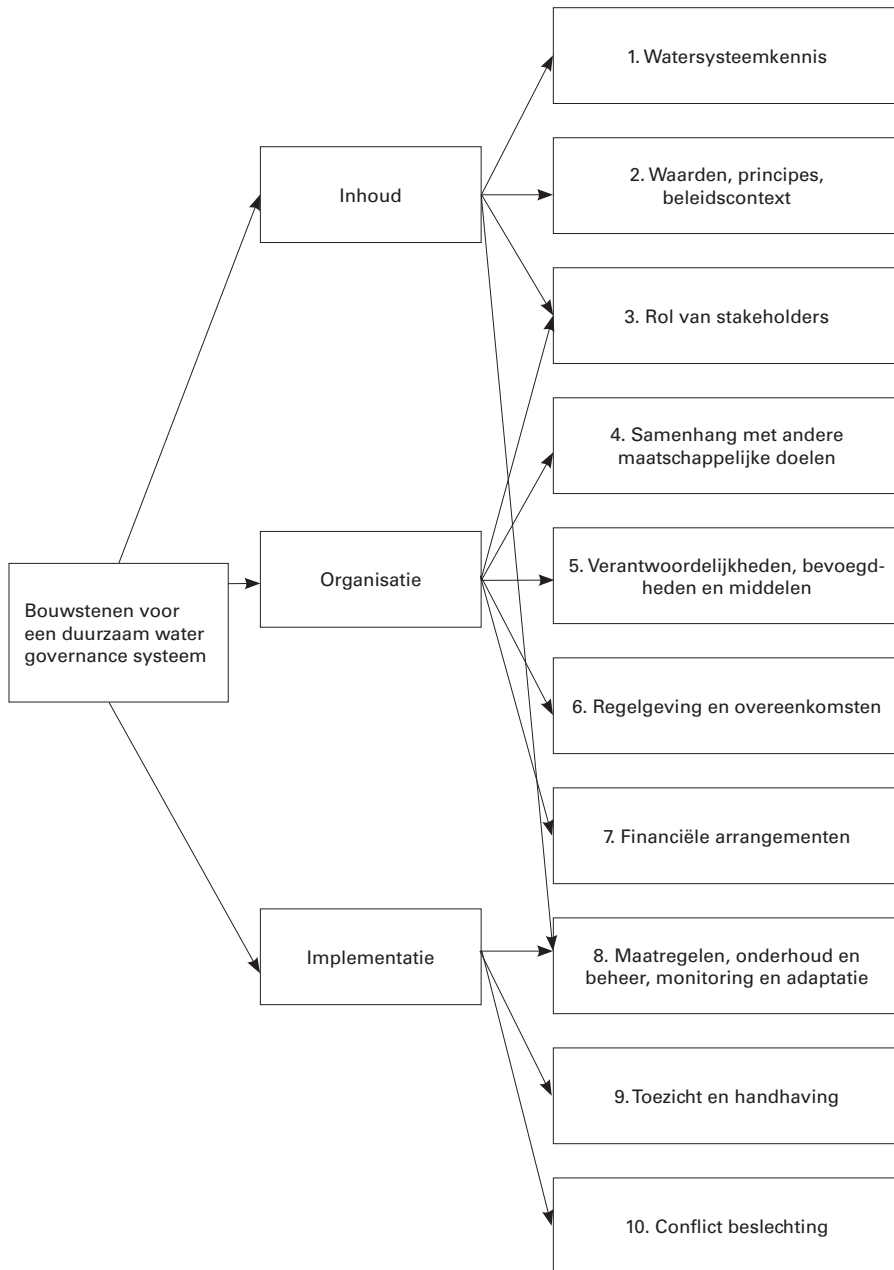 1. Watersysteemkennis
Inhoud
2. Waarden, principes,
beleidscontext
3. Rol van stakeholders
4. Samenhang met andere
maatschappelijke doelen
Bouwstenen voor
een duurzaam water
governance systeem
Organisatie
5. Verantwoordelijkheden, bevoegd-
heden en middelen
6. Regelgeving en overeenkomsten
7. Financiële arrangementen
Implementatie
8. Maatregelen, onderhoud en
beheer, monitoring en adaptatie
9. Toezicht en handhaving
10. Conflict beslechting